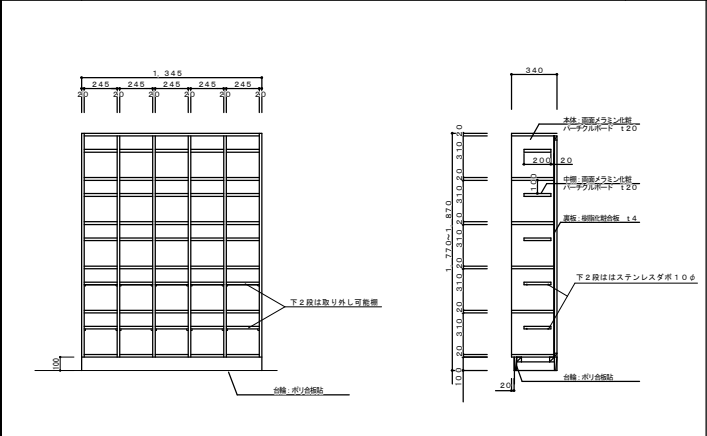 1，345
245 245 245 245 245
20 20 20 20 20 20
100
下２段は取り外し可能棚
台輪：ポリ合板貼
340
本体：両面メラミン化粧
パーチクルボード　ｔ２０
200 20
100
中棚：両面メラミン化粧
パーチクルボード　ｔ２０
裏板：樹脂化粧合板　ｔ４
下２段ははステンレスダボ１０φ
台輪：ポリ合板貼
20
1，770～1，870
20
310
20
310
20
310
20
310
20
310
20
100